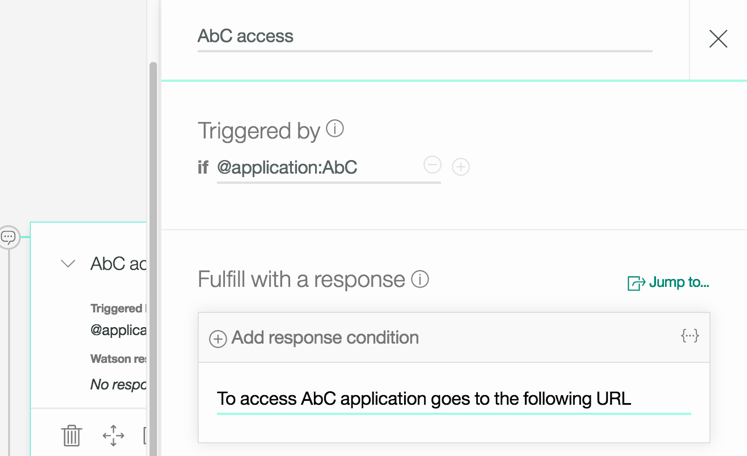 AbC access
Triggered by
if @application:AbC
Fulfill with a response
Jump to...
Add response condition
{...}
To access AbC application goes to the following URL
AbC ac
Triggered
@applica
Watson res
No respo